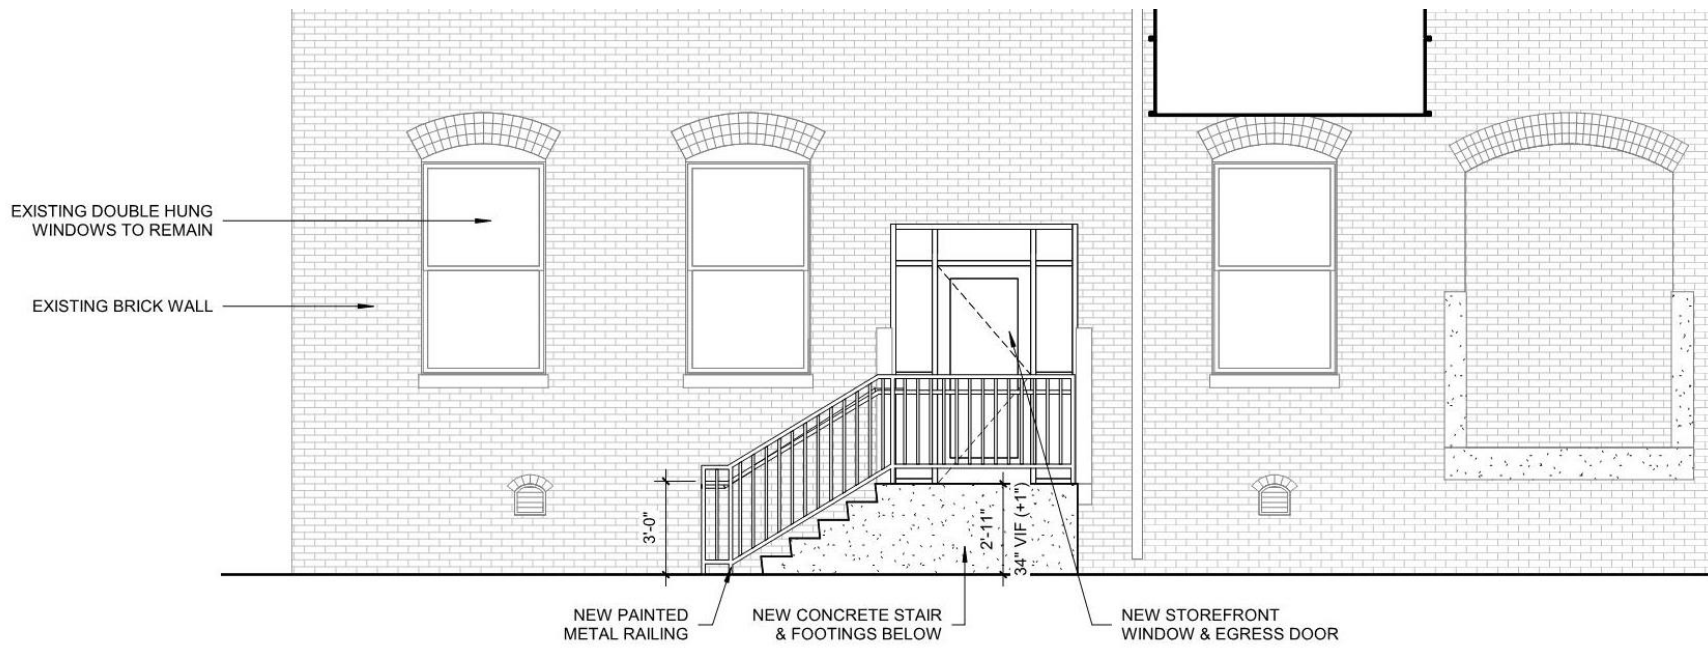 EXISTING DOUBLE HUNG
WINDOWS TO REMAIN
EXISTING BRICK WALL
3'-0"
2'-11"
34" VIF (+1")
NEW PAINTED
METAL RAILING
NEW CONCRETE STAIR
& FOOTINGS BELOW
NEW STOREFRONT
WINDOW & EGRESS DOOR